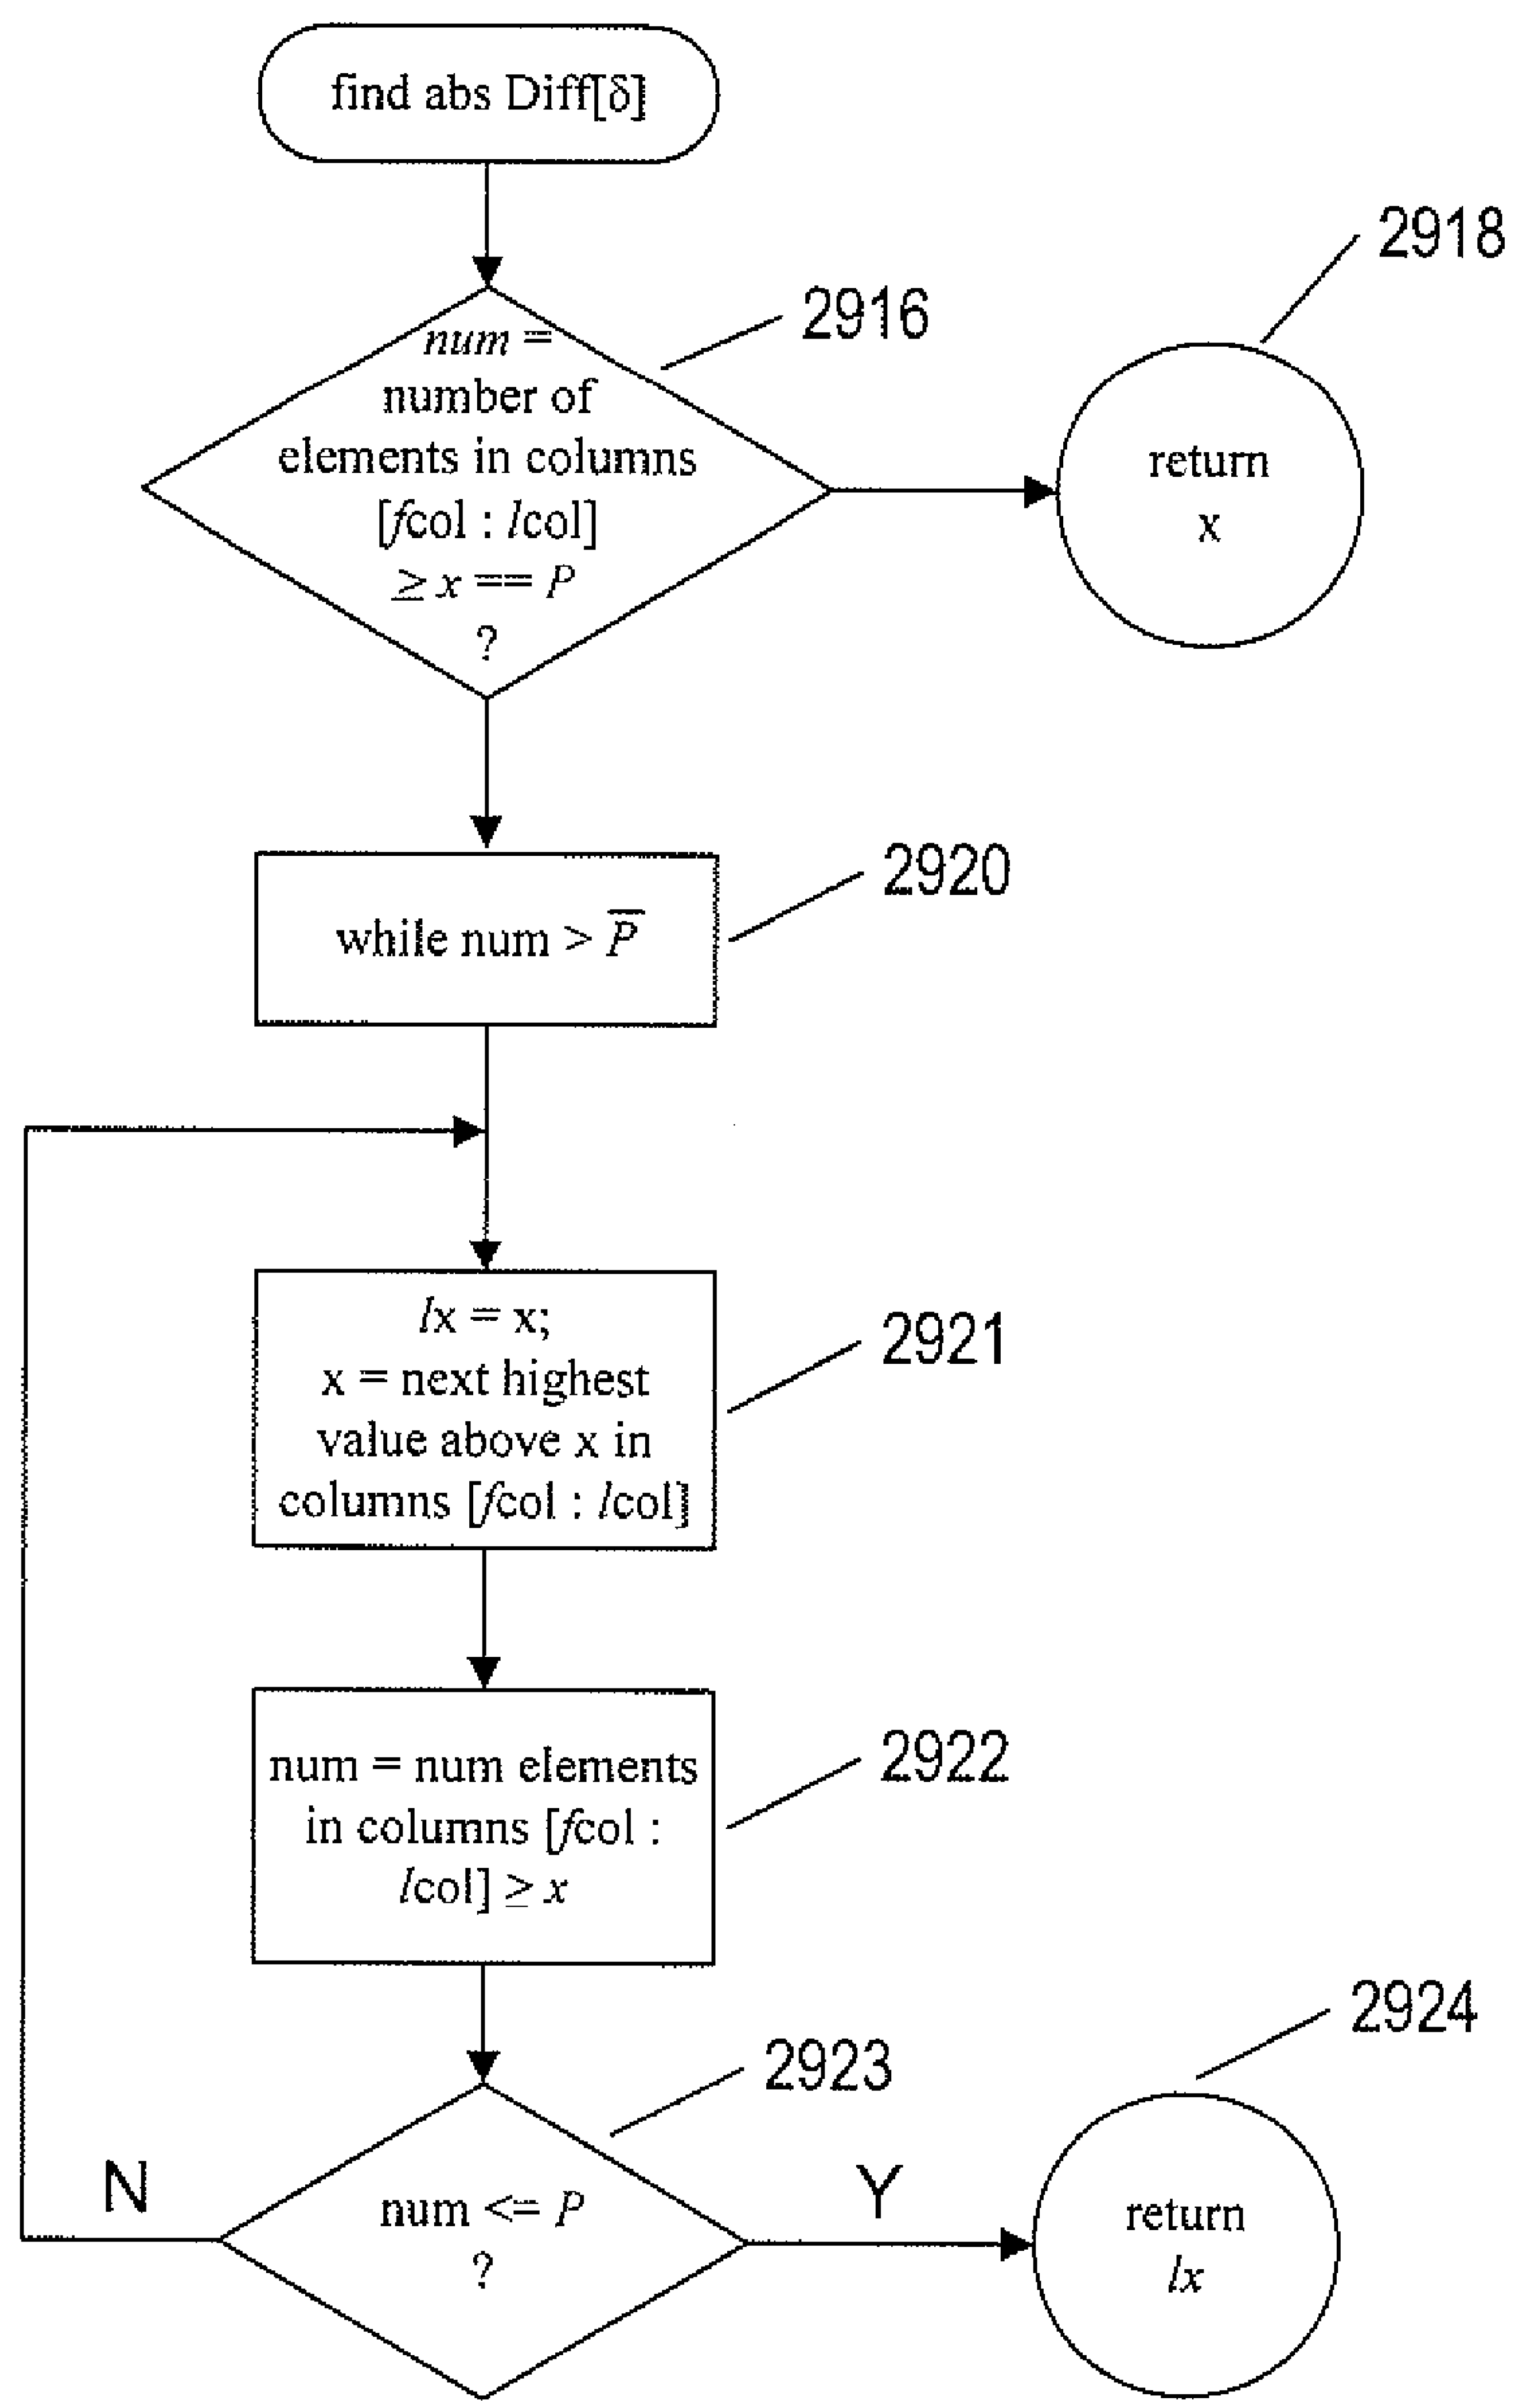 find abs Diff[δ]
2918
2916
num =
number of
elements in columns
[fcol : lcol]
≥ x == P
?
return
x
2920
while num > P̅
2921
lx = x;
x = next highest
value above x in
columns [fcol : lcol]
2922
num = num elements
in columns [fcol :
lcol] ≥ x
2924
2923
N
Y
num <= P
?
return
lx